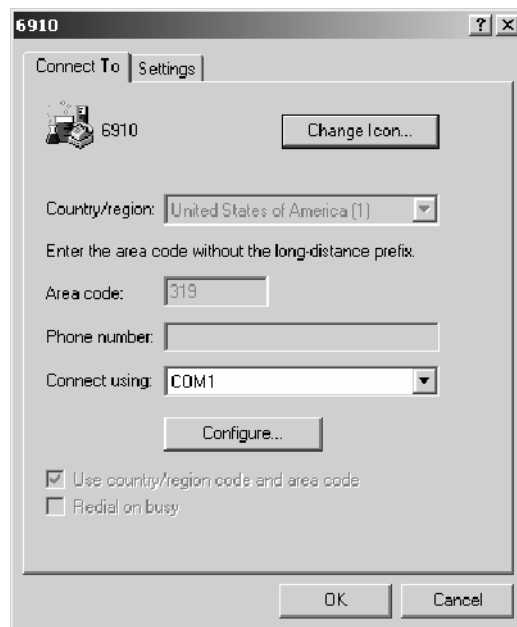 6910
Connect To Settings
6910 Change Icon...
Country/region: United States of America (1)
Enter the area code without the long-distance prefix.
Area code: 319
Phone number:
Connect using: COM1
Configure...
Use country/region code and area code
Redial on busy
OK Cancel